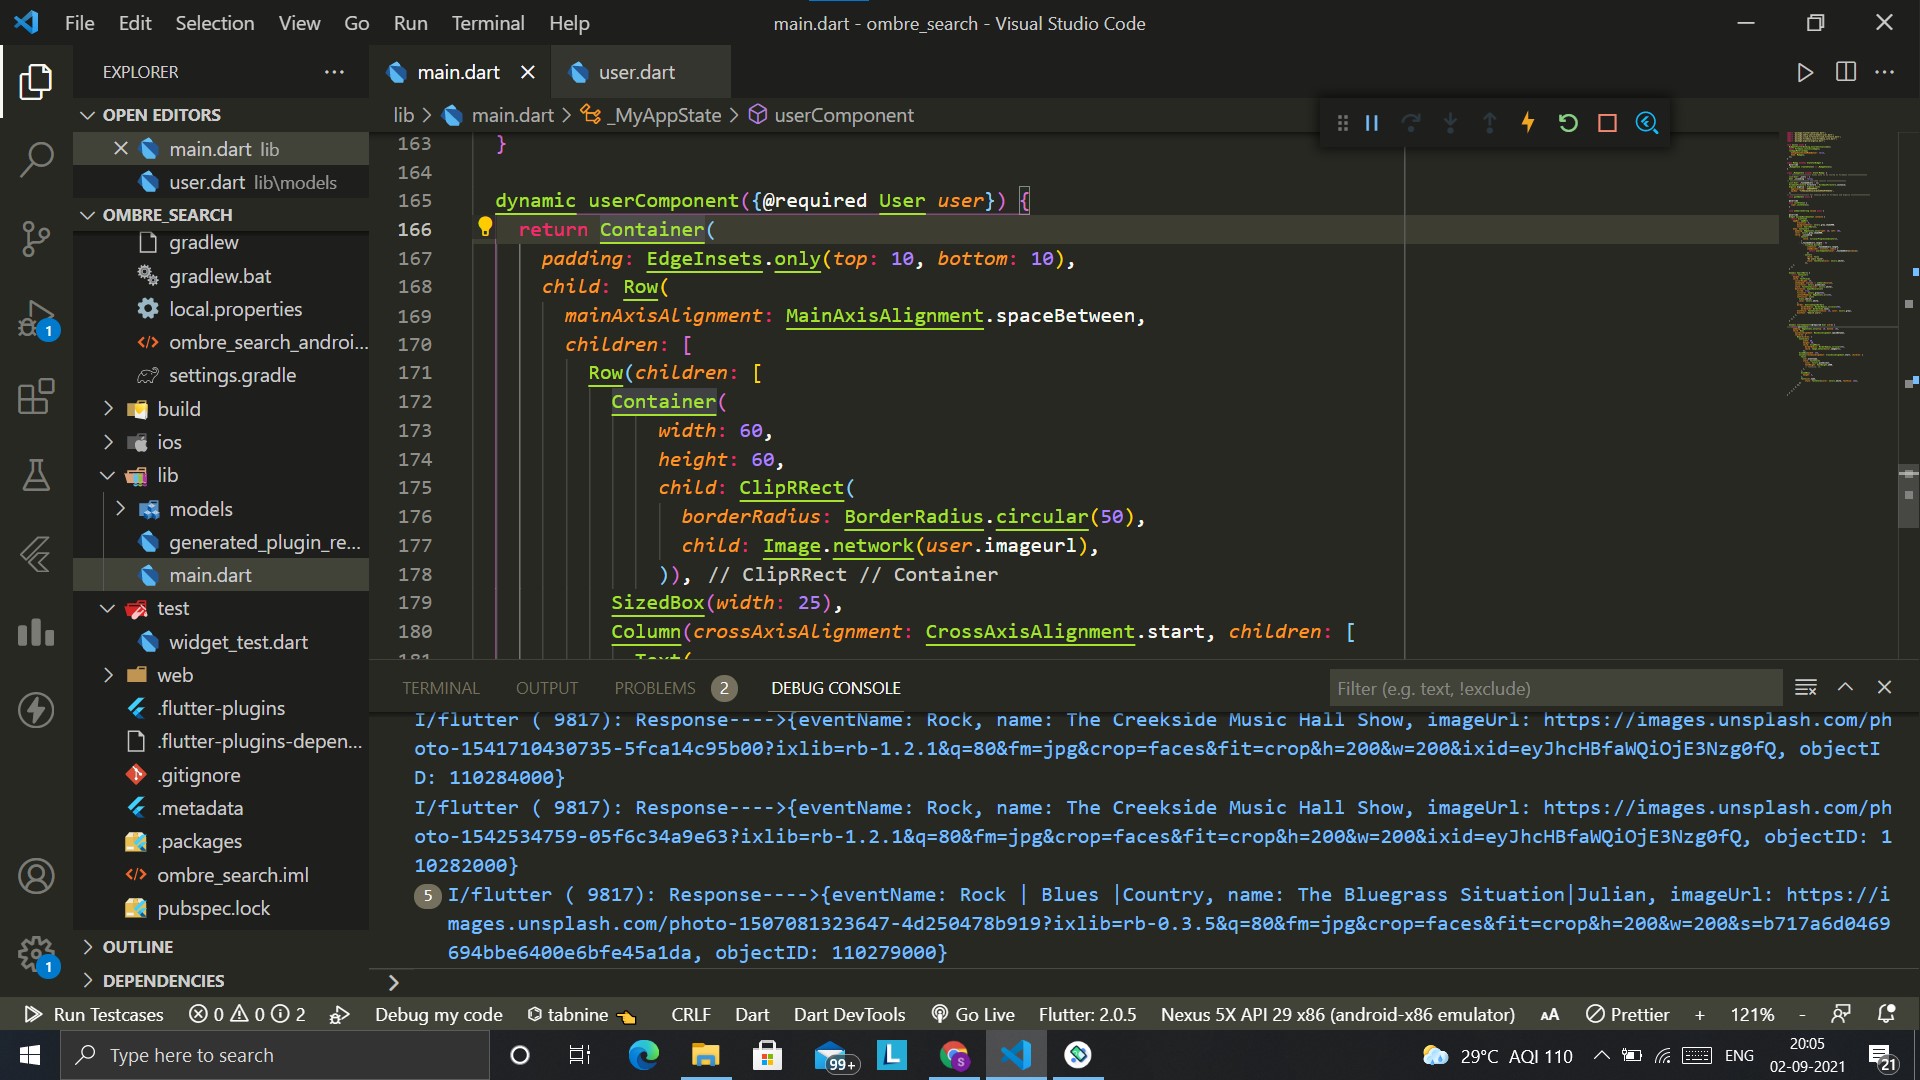 File Edit Selection View Go Run Terminal Help
main.dart - ombre_search - Visual Studio Code
EXPLORER
OPEN EDITORS
main.dart lib
user.dart lib\models
OMBRE_SEARCH
gradlew
gradlew.bat
local.properties
ombre_search_androi...
settings.gradle
build
ios
lib
models
generated_plugin_re...
main.dart
test
widget_test.dart
web
.flutter-plugins
.flutter-plugins-depen...
.gitignore
.metadata
.packages
ombre_search.iml
pubspec.lock
OUTLINE
DEPENDENCIES
1
1
main.dart
user.dart
lib > main.dart > _MyAppState > userComponent
163 }
164
165 dynamic userComponent({@required User user}) {
166 return Container(
167 padding: EdgeInsets.only(top: 10, bottom: 10),
168 child: Row(
169 mainAxisAlignment: MainAxisAlignment.spaceBetween,
170 children: [
171 Row(children: [
172 Container(
173 width: 60,
174 height: 60,
175 child: ClipRRect(
176 borderRadius: BorderRadius.circular(50),
177 child: Image.network(user.imageurl),
178 )), // ClipRRect // Container
179 SizedBox(width: 25),
180 Column(crossAxisAlignment: CrossAxisAlignment.start, children: [
181 Text(
TERMINAL OUTPUT PROBLEMS 2 DEBUG CONSOLE
Filter (e.g. text, !exclude)
I/flutter ( 9817): Response---->{eventName: Rock, name: The Creekside Music Hall Show, imageUrl: https://images.unsplash.com/ph
oto-1541710430735-5fca14c95b00?ixlib=rb-1.2.1&q=80&fm=jpg&crop=faces&fit=crop&h=200&w=200&ixid=eyJhcHBfaWQiOjE3Nzg0fQ, objectI
D: 110284000}
I/flutter ( 9817): Response---->{eventName: Rock, name: The Creekside Music Hall Show, imageUrl: https://images.unsplash.com/ph
oto-1542534759-05f6c34a9e63?ixlib=rb-1.2.1&q=80&fm=jpg&crop=faces&fit=crop&h=200&w=200&ixid=eyJhcHBfaWQiOjE3Nzg0fQ, objectID: 1
10282000}
5 I/flutter ( 9817): Response---->{eventName: Rock | Blues |Country, name: The Bluegrass Situation|Julian, imageUrl: https://i
mages.unsplash.com/photo-1507081323647-4d250478b919?ixlib=rb-0.3.5&q=80&fm=jpg&crop=faces&fit=crop&h=200&w=200&s=b717a6d0469
694bbe6400e6bfe45a1da, objectID: 110279000}
>
Run Testcases 0 0 2 Debug my code tabnine CRLF Dart Dart DevTools Go Live Flutter: 2.0.5 Nexus 5X API 29 x86 (android-x86 emulator) AA Prettier + 121% -
Type here to search
99+
L
S
29°C AQI 110
ENG
20:05
02-09-2021
21